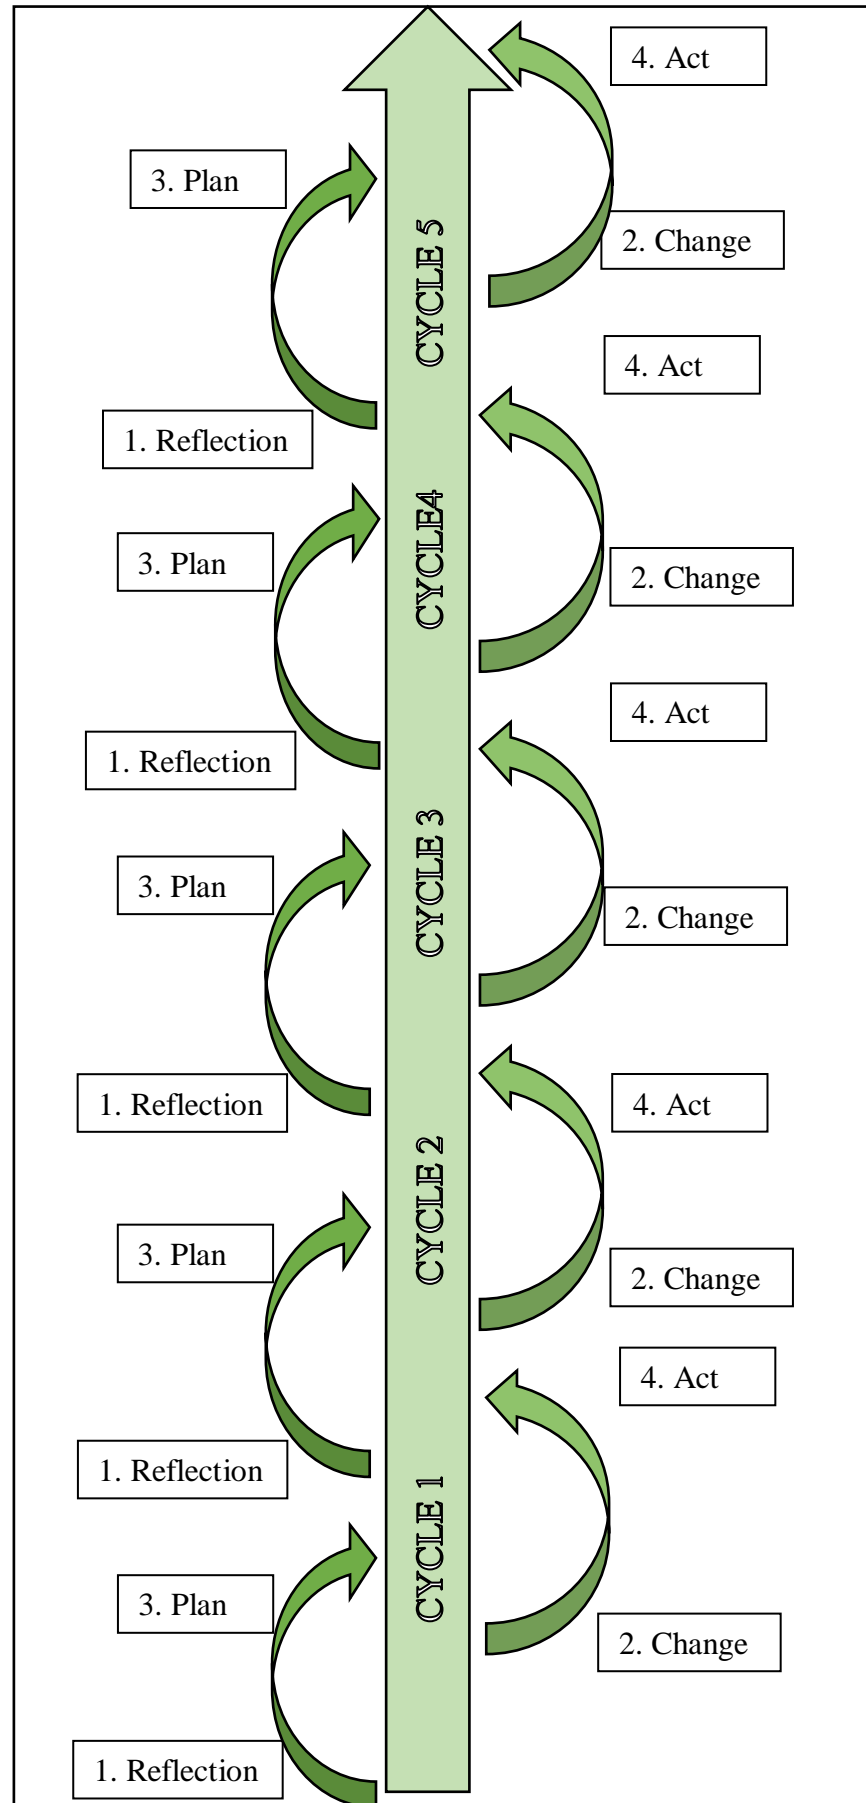 4. Act
3. Plan
2. Change
CYCLE 5
4. Act
1. Reflection
CYCLE4
3. Plan
2. Change
4. Act
1. Reflection
CYCLE 3
3. Plan
2. Change
4. Act
1. Reflection
CYCLE 2
3. Plan
2. Change
4. Act
1. Reflection
CYCLE 1
3. Plan
2. Change
1. Reflection